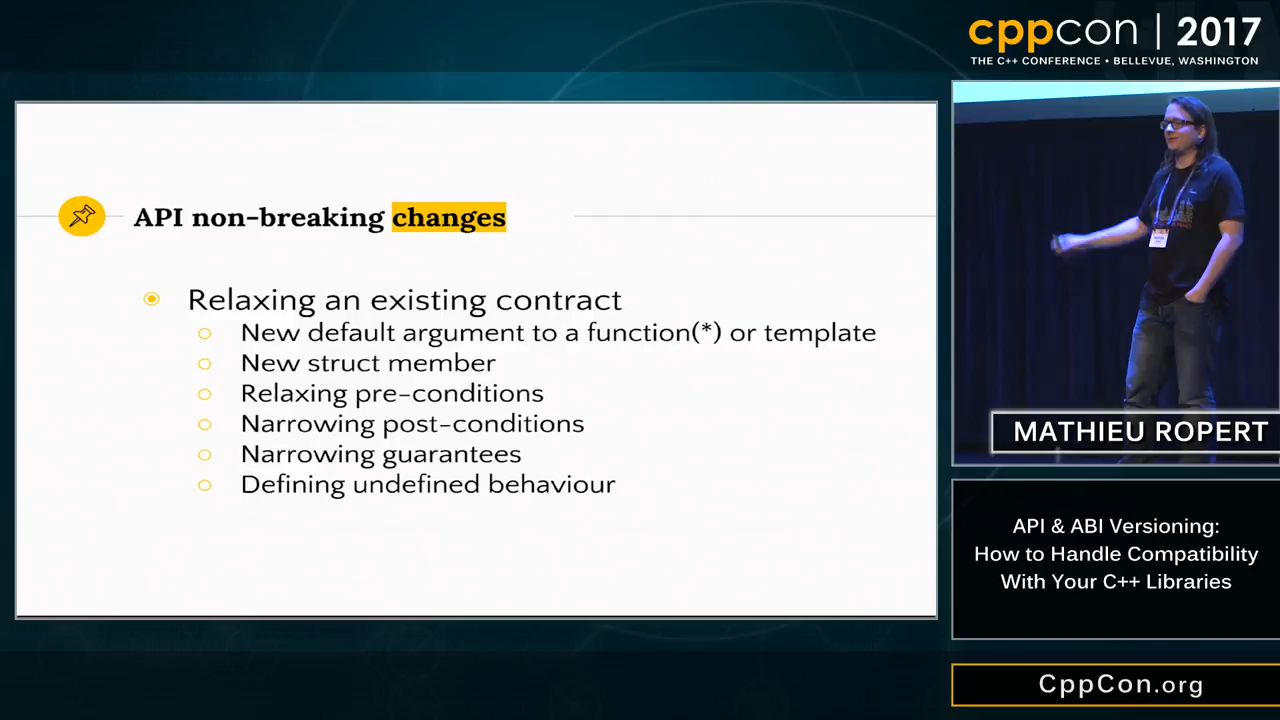 cppcon | 2017
THE C++ CONFERENCE • BELLEVUE, WASHINGTON
API non-breaking changes
Relaxing an existing contract
New default argument to a function(*) or template
New struct member
Relaxing pre-conditions
Narrowing post-conditions
Narrowing guarantees
Defining undefined behaviour
MATHIEU ROPERT
API & ABI Versioning:
How to Handle Compatibility
With Your C++ Libraries
CppCon.org